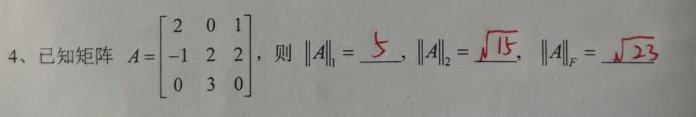 4、已知矩阵 A = [2 0 1; -1 2 2; 0 3 0], 则 ‖A‖₁ = 5, ‖A‖₂ = √15, ‖A‖_F = √23